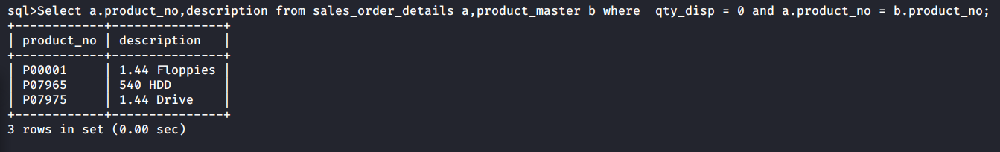 sql>Select a.product_no,description from sales_order_details a,product_master b where  qty_disp = 0 and a.product_no = b.product_no;
+------------+---------------+
| product_no | description   |
+------------+---------------+
| P00001     | 1.44 Floppies |
| P07965     | 540 HDD       |
| P07975     | 1.44 Drive    |
+------------+---------------+
3 rows in set (0.00 sec)